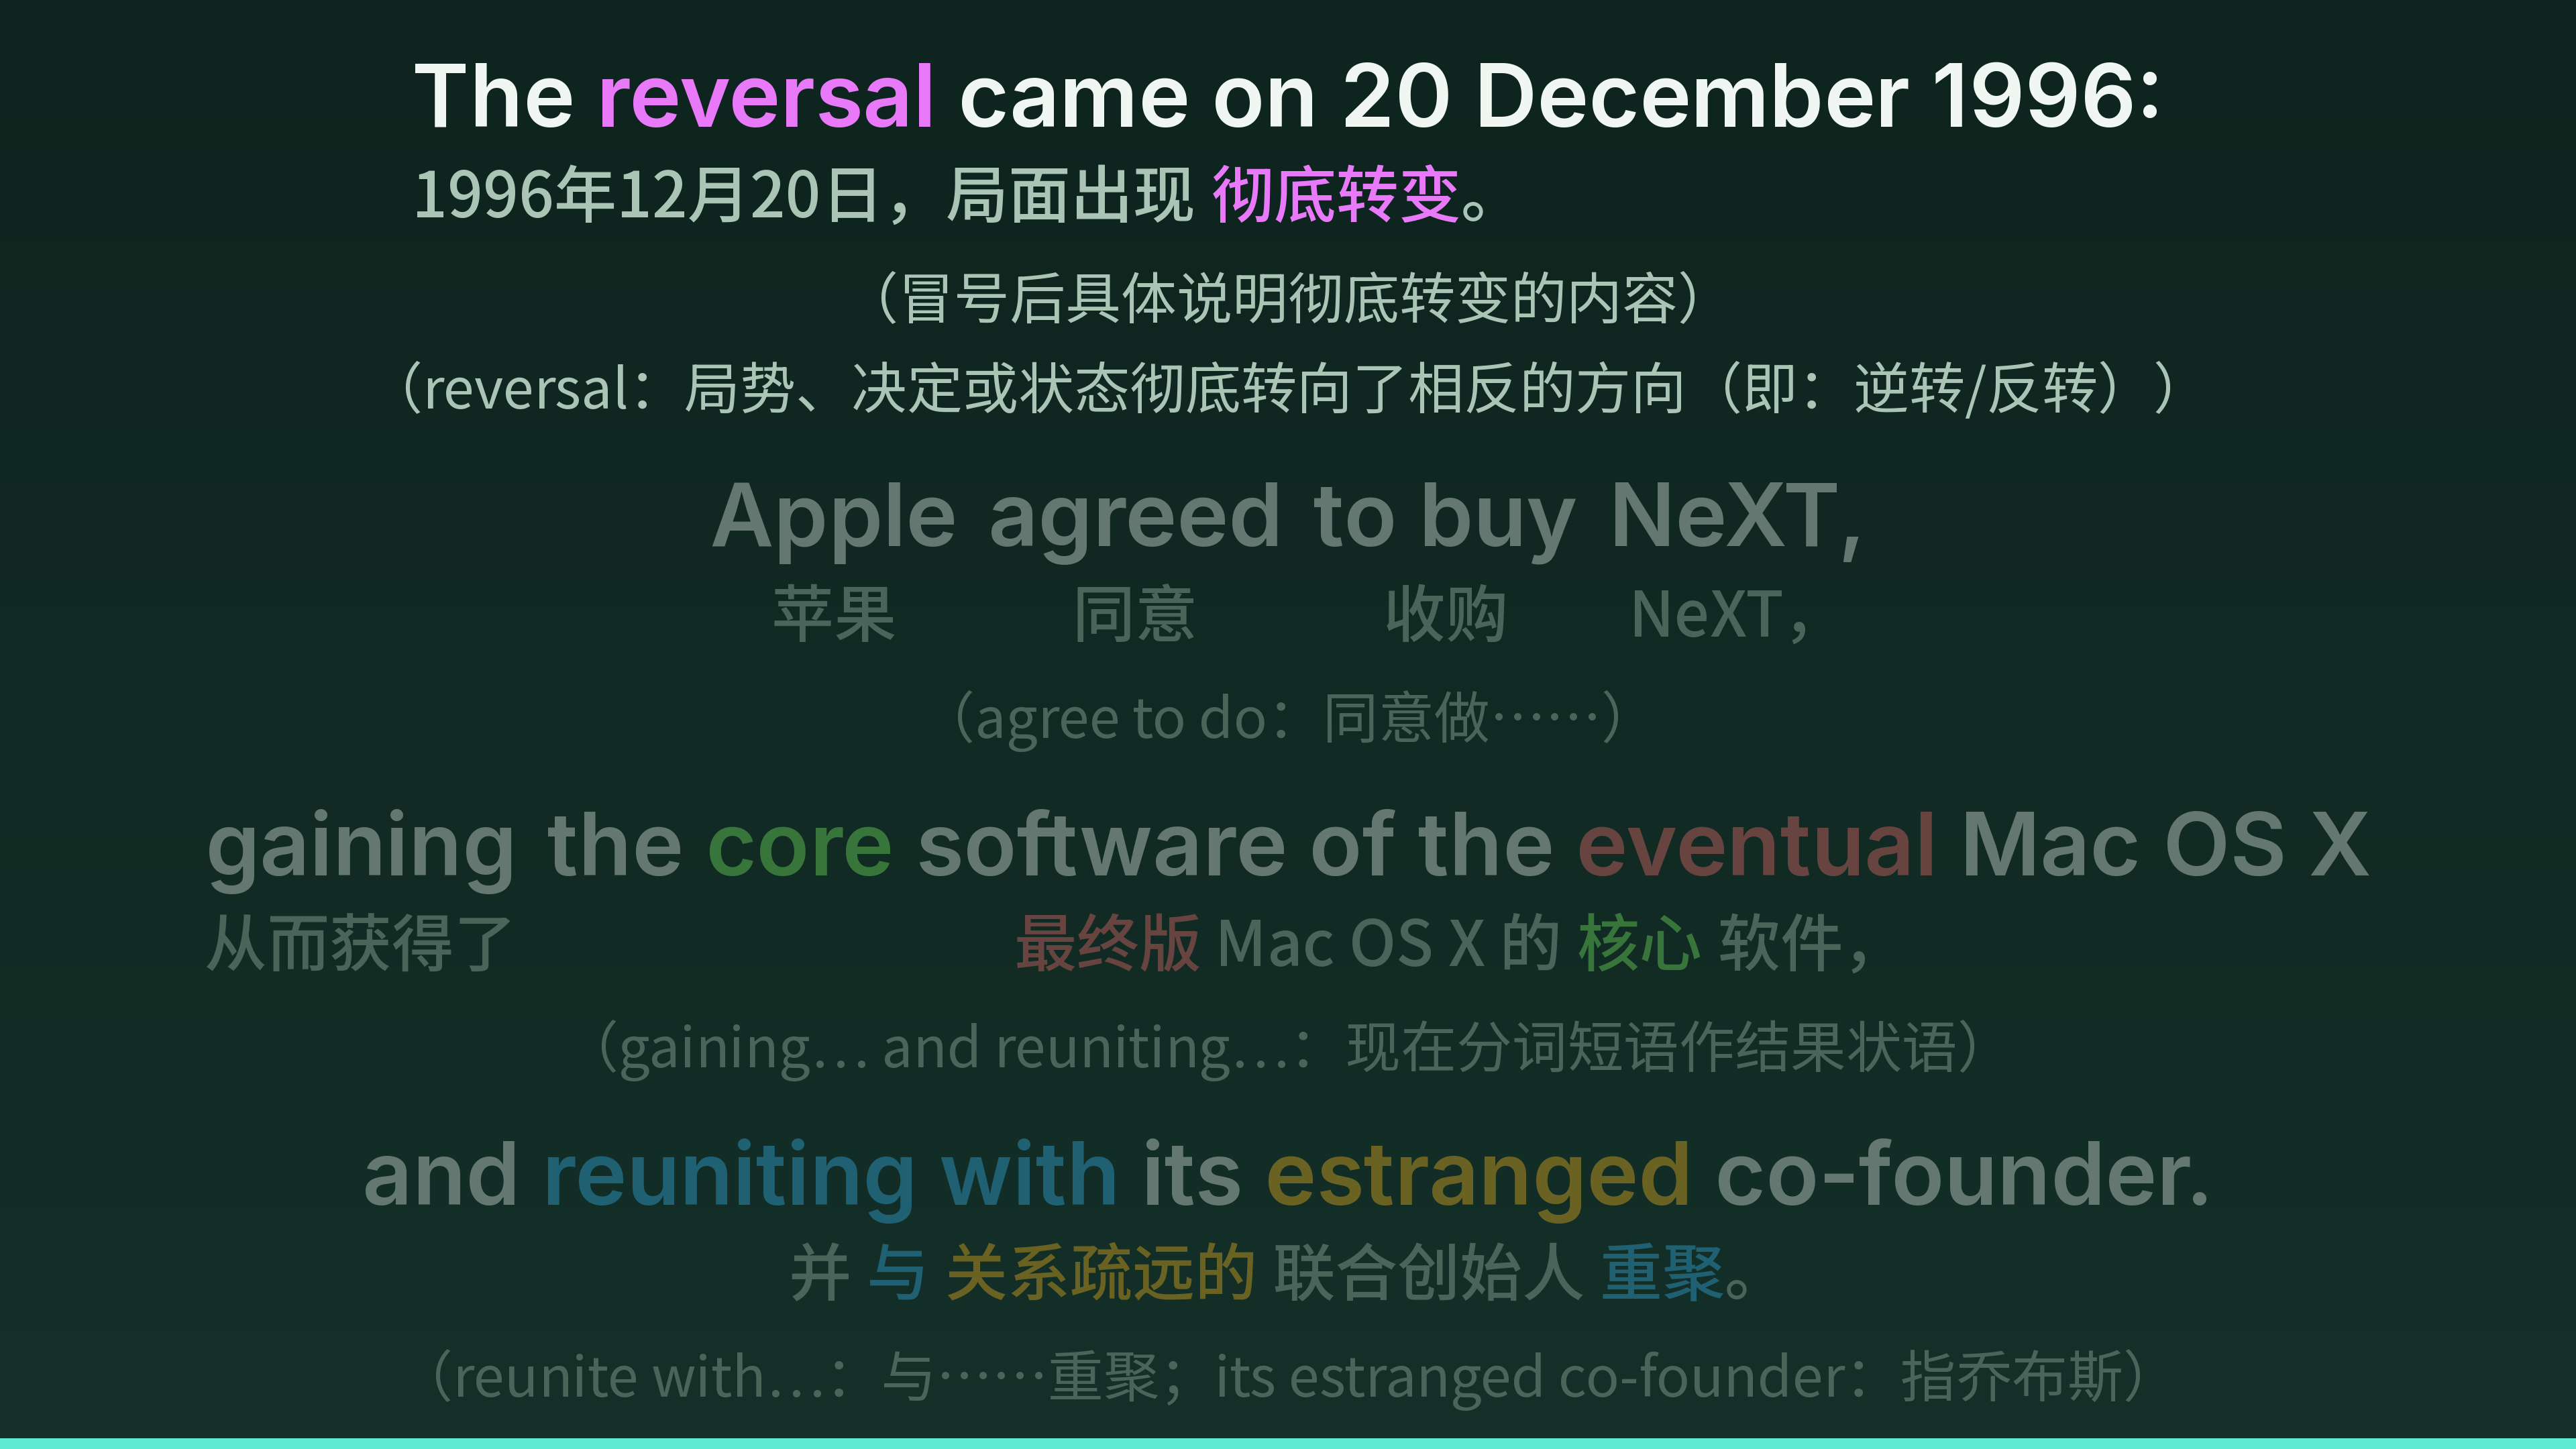 The reversal came on 20 December 1996:
1996年12月20日，局面出现 彻底转变。
（冒号后具体说明彻底转变的内容）
（reversal：局势、决定或状态彻底转向了相反的方向（即：逆转/反转））
Apple agreed to buy NeXT,
苹果 同意 收购 NeXT，
（agree to do：同意做……）
gaining the core software of the eventual Mac OS X
从而获得了 最终版 Mac OS X 的 核心 软件，
（gaining… and reuniting…：现在分词短语作结果状语）
and reuniting with its estranged co-founder.
并 与 关系疏远的 联合创始人 重聚。
（reunite with…：与……重聚；its estranged co-founder：指乔布斯）